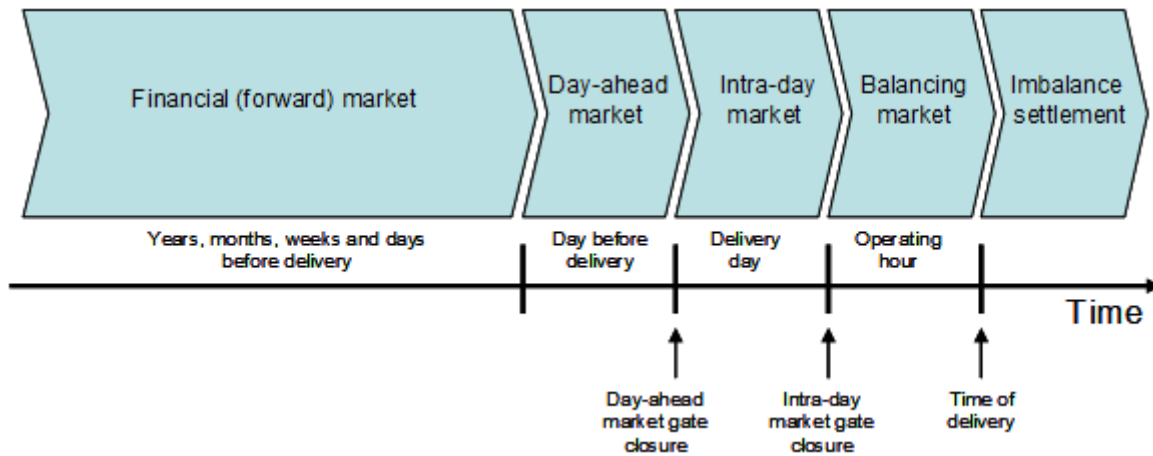 Financial (forward) market
Day-ahead
market
Intra-day
market
Balancing
market
Imbalance
settlement
Years, months, weeks and days
before delivery
Day before
delivery
Delivery
day
Operating
hour
Time
Day-ahead
market gate
closure
Intra-day
market gate
closure
Time of
delivery